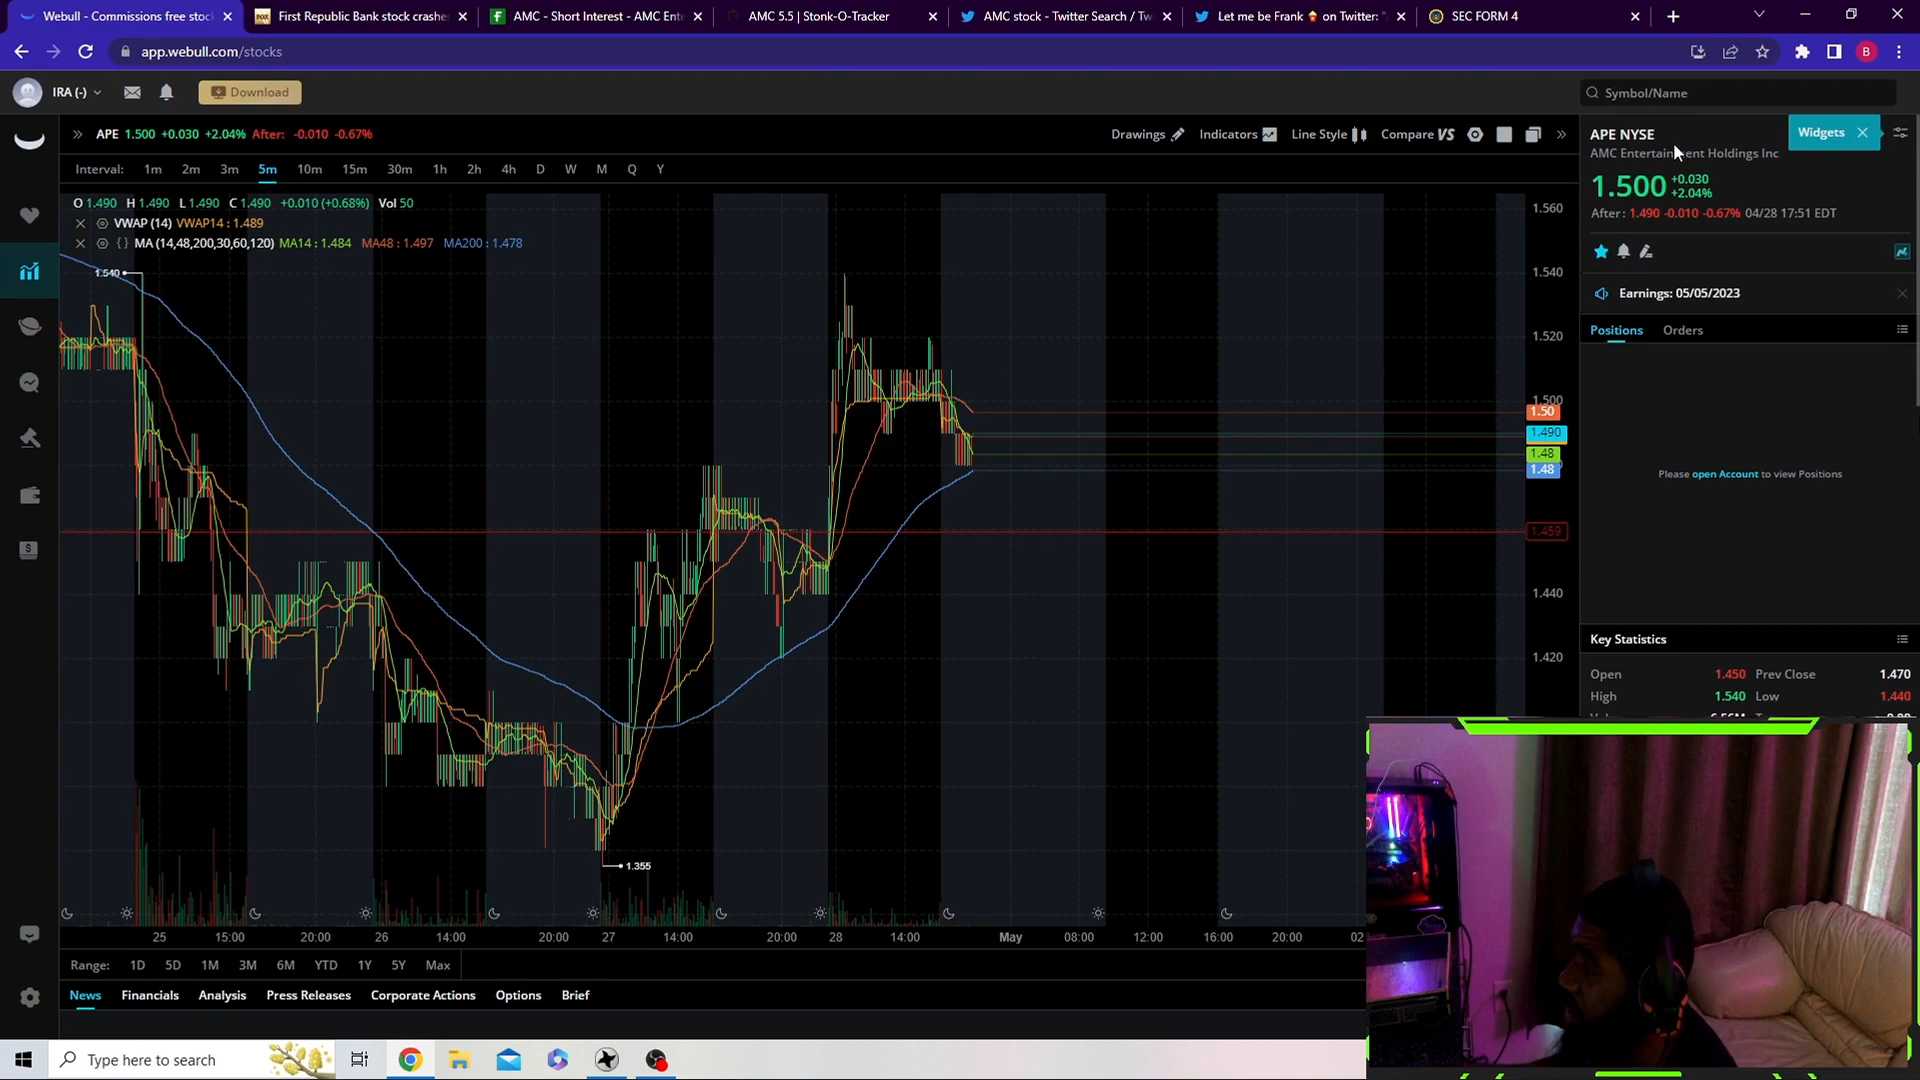 Webull - Commissions free stoc
First Republic Bank stock crashe
AMC - Short Interest - AMC Ent
AMC 5.5 | Stonk-O-Tracker
AMC stock - Twitter Search / Tw
Let me be Frank 🍿 on Twitter: "
SEC FORM 4
app.webull.com/stocks
B
IRA (-)
Download
Symbol/Name
APE 1.500 +0.030 +2.04% After: -0.010 -0.67%
Drawings
Indicators
Line Style
Compare VS
Interval: 1m 2m 3m 5m 10m 15m 30m 1h 2h 4h D W M Q Y
O 1.490 H 1.490 L 1.490 C 1.490 +0.010 (+0.68%) Vol 50
VWAP (14) VWAP14 : 1.489
MA (14,48,200,30,60,120) MA14 : 1.484 MA48 : 1.497 MA200 : 1.478
1.540
1.355
1.560
1.540
1.520
1.500
1.50
1.490
1.48
1.48
1.459
1.440
1.420
25 15:00 20:00 26 14:00 20:00 27 14:00 20:00 28 14:00 May 08:00 12:00 16:00 20:00 02
Range: 1D 5D 1M 3M 6M YTD 1Y 5Y Max
News Financials Analysis Press Releases Corporate Actions Options Brief
APE NYSE
Widgets
AMC Entertainment Holdings Inc
1.500 +0.030
+2.04%
After : 1.490 -0.010 -0.67% 04/28 17:51 EDT
Earnings: 05/05/2023
Positions Orders
Please open Account to view Positions
Key Statistics
Open 1.450 Prev Close 1.470
High 1.540 Low 1.440
Type here to search